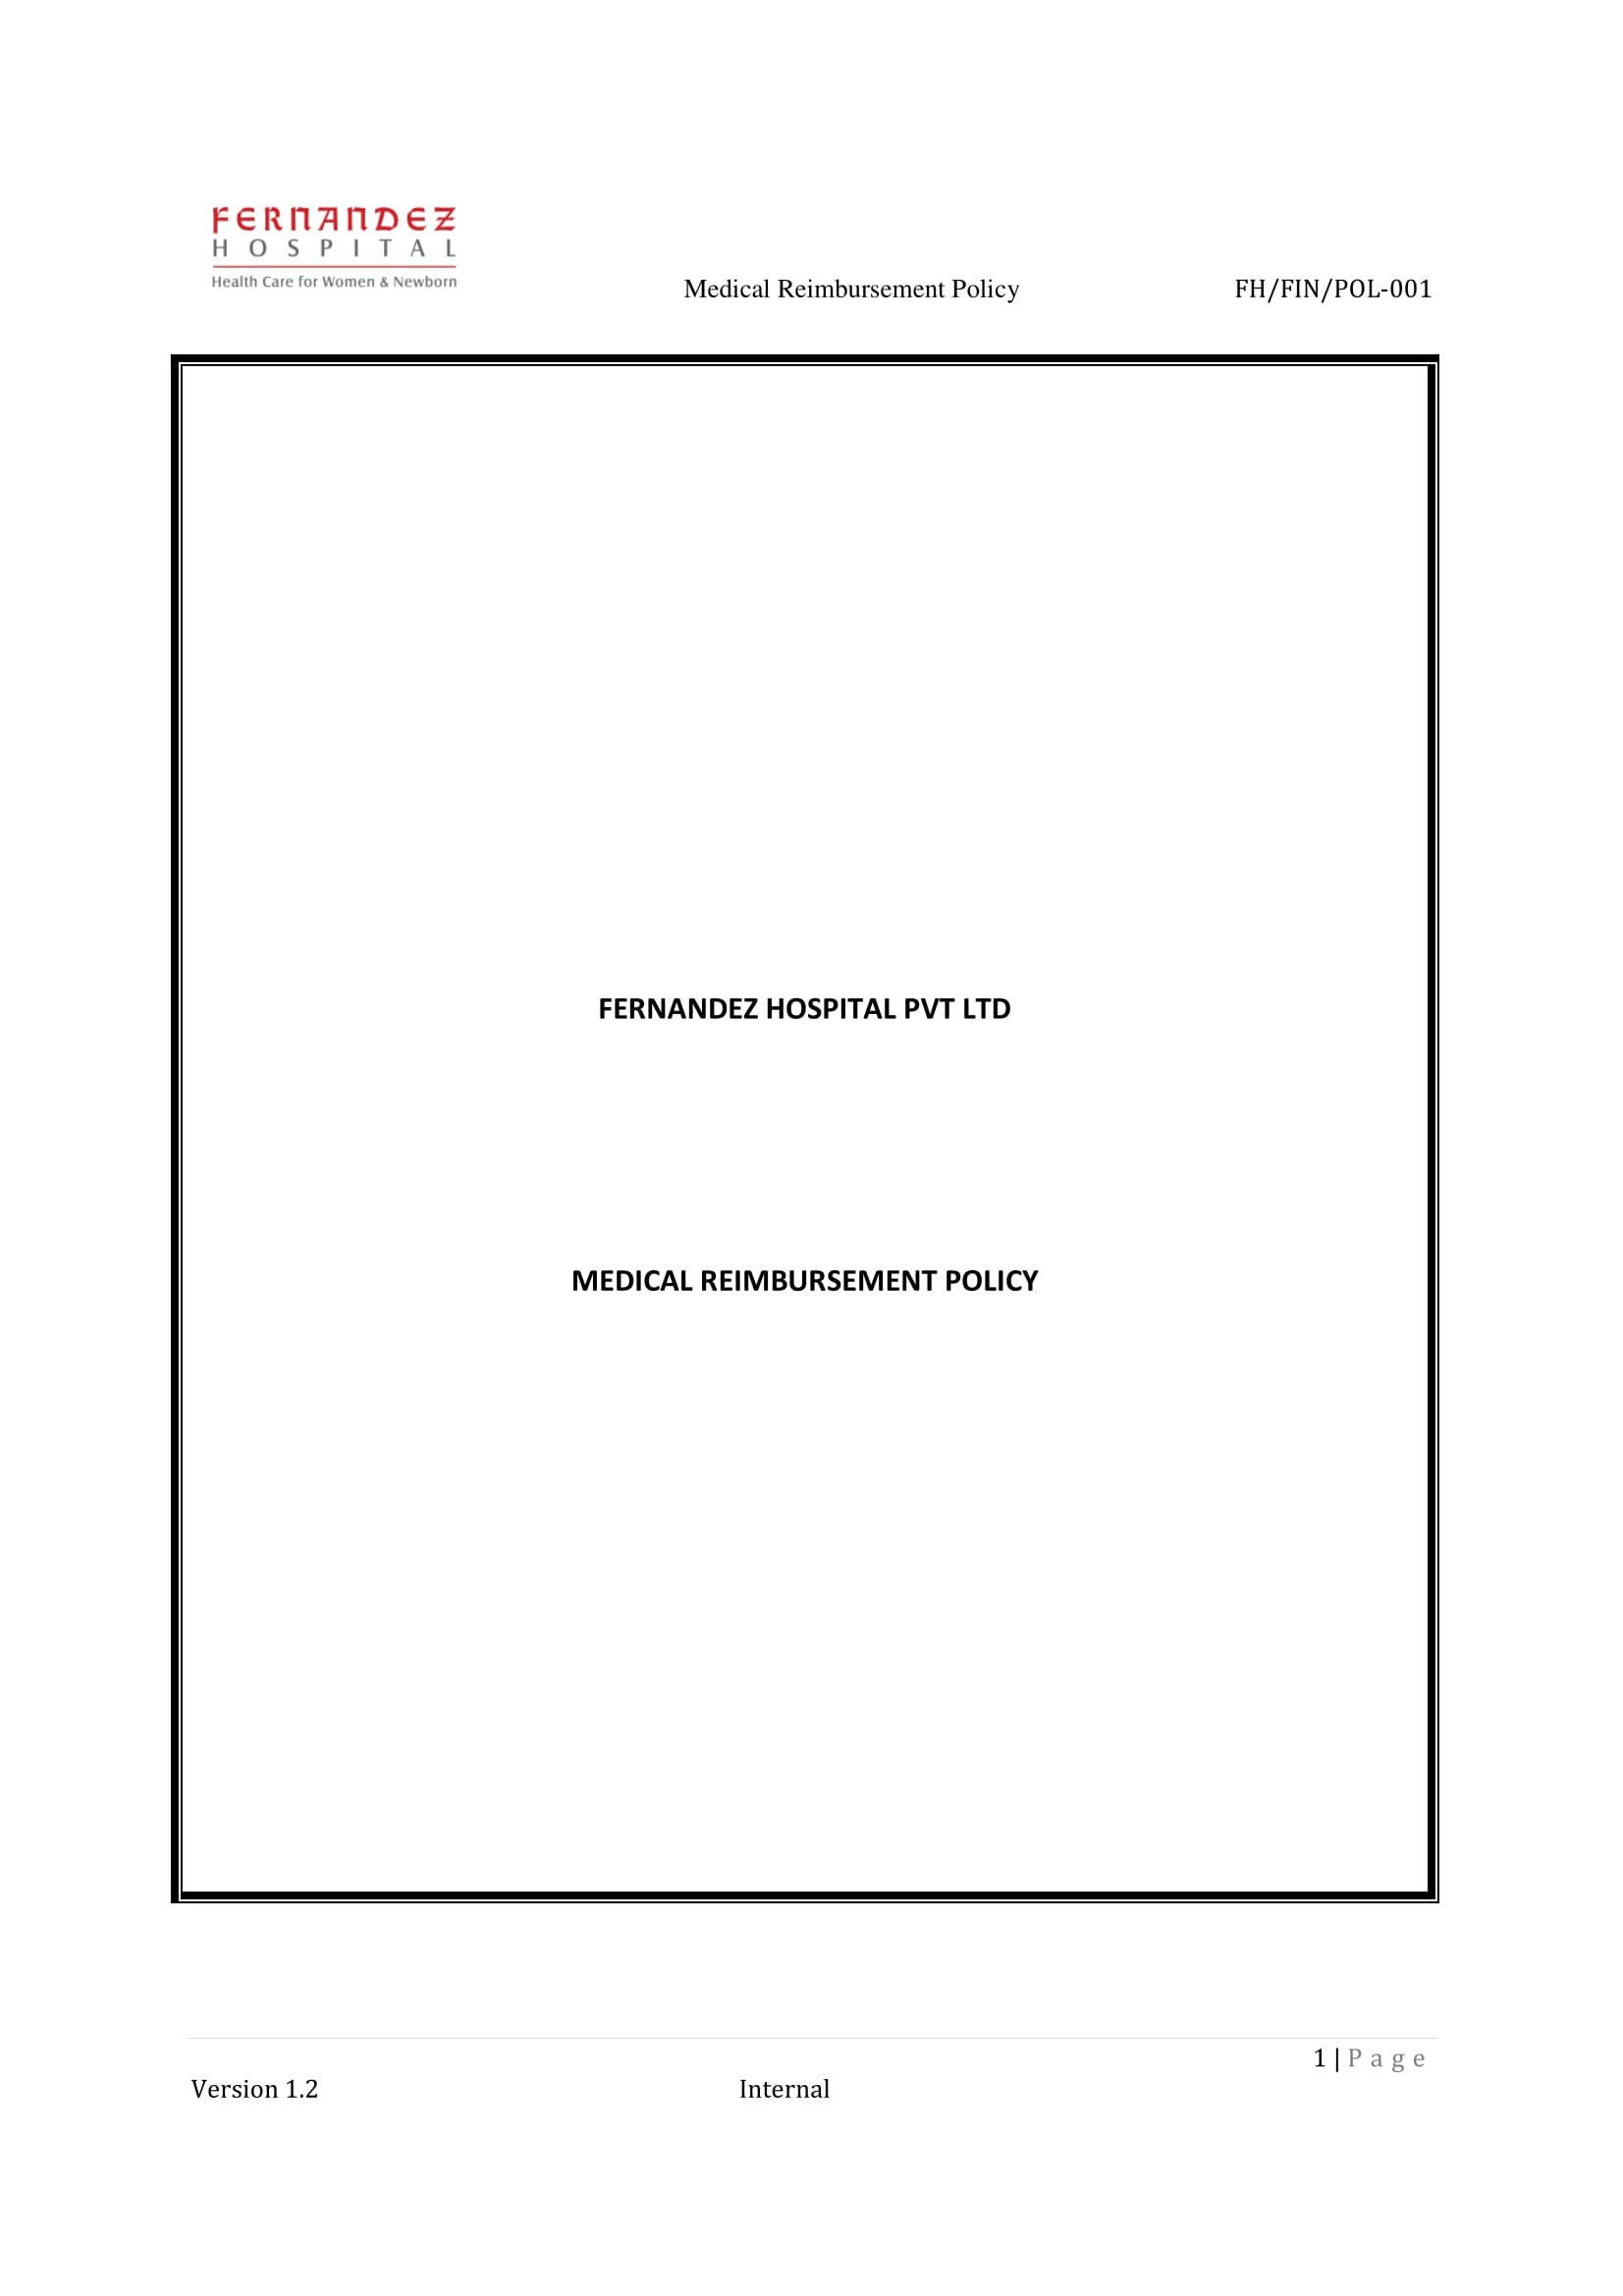 FERNANDEZ
HOSPITAL
Health Care for Women & Newborn
Medical Reimbursement Policy FH/FIN/POL-001
FERNANDEZ HOSPITAL PVT LTD
MEDICAL REIMBURSEMENT POLICY
1 | Page
Version 1.2 Internal